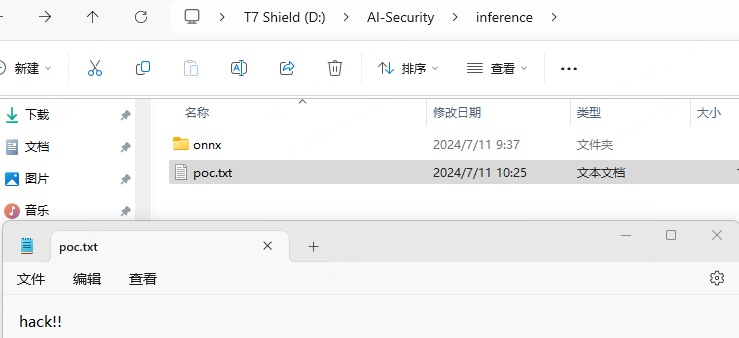 T7 Shield (D:) > AI-Security > inference >
新建 排序 查看 ...
名称 修改日期 类型 大小
下载
onnx 2024/7/11 9:37 文件夹
文档
poc.txt 2024/7/11 10:25 文本文档
图片
音乐
poc.txt
文件 编辑 查看
hack!!